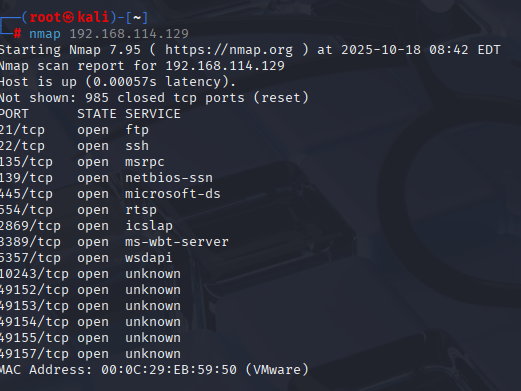 ┌──(root㉿kali)-[~]
└─# nmap 192.168.114.129
Starting Nmap 7.95 ( https://nmap.org ) at 2025-10-18 08:42 EDT
Nmap scan report for 192.168.114.129
Host is up (0.00057s latency).
Not shown: 985 closed tcp ports (reset)
PORT      STATE SERVICE
21/tcp    open  ftp
22/tcp    open  ssh
135/tcp   open  msrpc
139/tcp   open  netbios-ssn
445/tcp   open  microsoft-ds
554/tcp   open  rtsp
2869/tcp  open  icslap
3389/tcp  open  ms-wbt-server
5357/tcp  open  wsdapi
10243/tcp open  unknown
49152/tcp open  unknown
49153/tcp open  unknown
49154/tcp open  unknown
49155/tcp open  unknown
49157/tcp open  unknown
MAC Address: 00:0C:29:EB:59:50 (VMware)